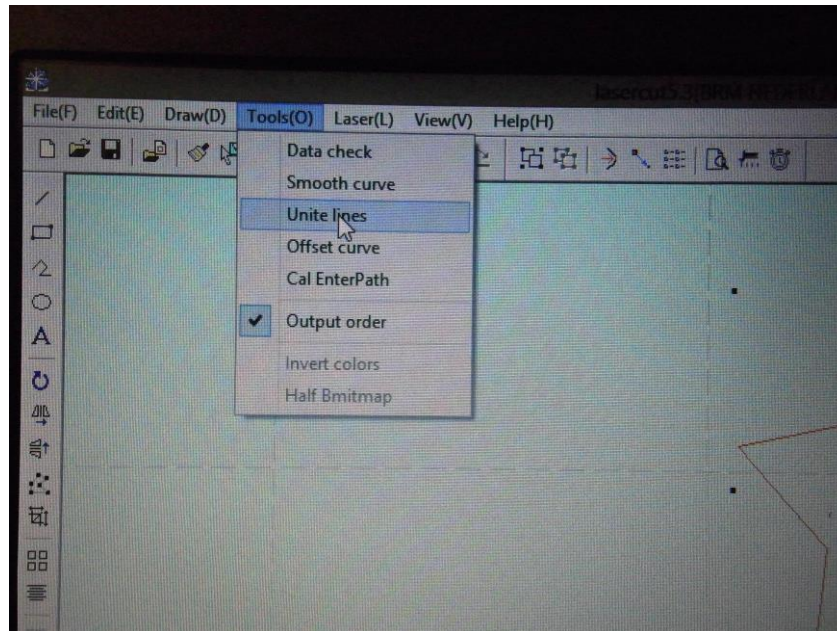 lasercut5.3[BRM
File(F) Edit(E) Draw(D) Tools(O) Laser(L) View(V) Help(H)
Data check
Smooth curve
Unite lines
Offset curve
Cal EnterPath
Output order
Invert colors
Half Bmitmap
A